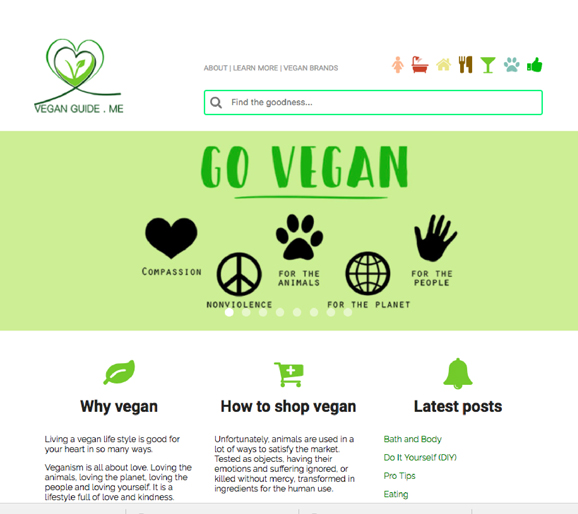 VEGAN GUIDE . ME
ABOUT | LEARN MORE | VEGAN BRANDS
Find the goodness...
GO VEGAN
COMPASSION
NONVIOLENCE
FOR THE
ANIMALS
FOR THE PLANET
FOR THE
PEOPLE
Why vegan
Living a vegan life style is good for
your heart in so many ways.
Veganism is all about love. Loving the
animals, loving the planet, loving the
people and loving yourself. It is a
lifestyle full of love and kindness.
How to shop vegan
Unfortunately, animals are used in a
lot of ways to satisfy the market.
Tested as objects, having their
emotions and suffering ignored, or
killed without mercy, transformed in
ingredients for the human use.
Latest posts
Bath and Body
Do It Yourself (DIY)
Pro Tips
Eating